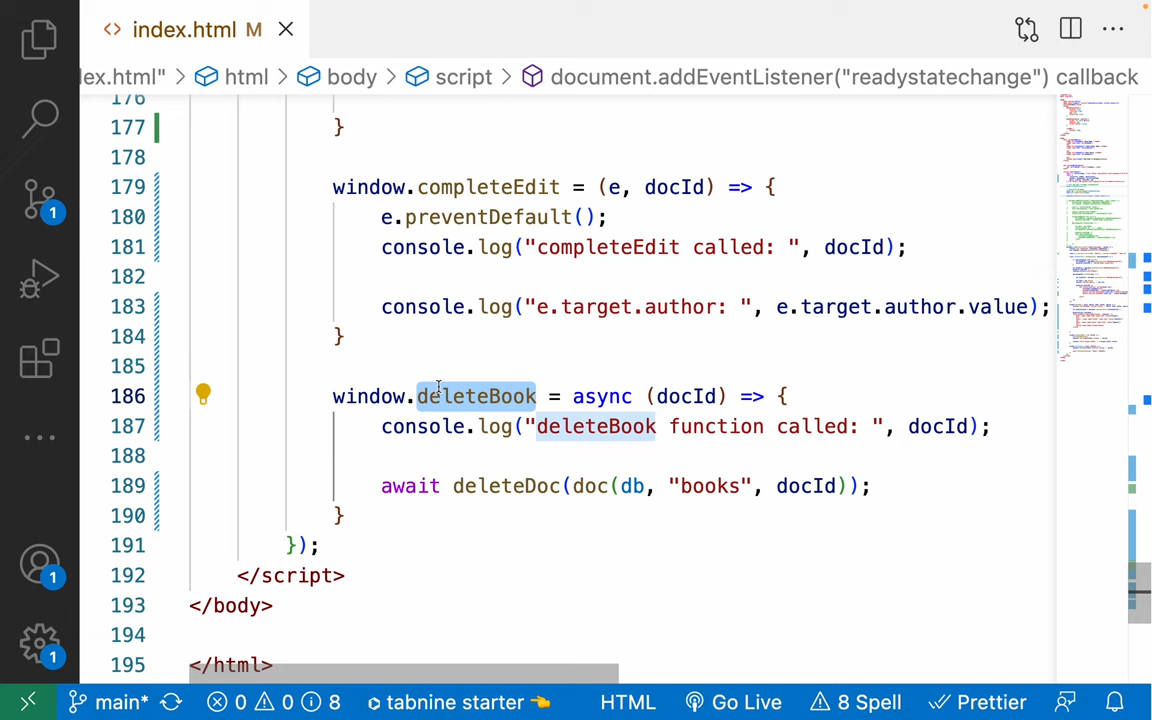 index.html M
ex.html" > html > body > script > document.addEventListener("readystatechange") callback
176
177 }
178
179 window.completeEdit = (e, docId) => {
180 e.preventDefault();
181 console.log("completeEdit called: ", docId);
182
183 console.log("e.target.author: ", e.target.author.value);
184 }
185
186 window.deleteBook = async (docId) => {
187 console.log("deleteBook function called: ", docId);
188
189 await deleteDoc(doc(db, "books", docId));
190 }
191 });
192 </script>
193 </body>
194
195 </html>
1
1
1
main* 0 0 8 tabnine starter HTML Go Live 8 Spell Prettier